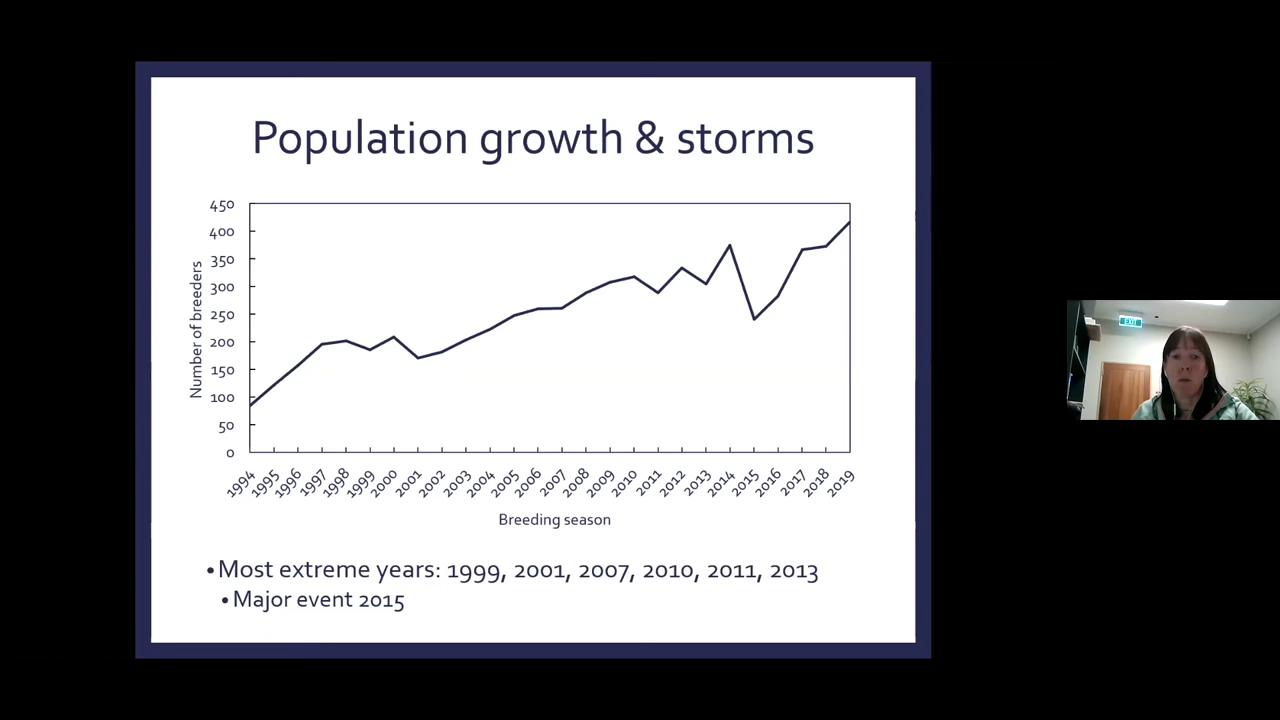 Population growth & storms
450
400
350
300
250
200
150
100
50
0
Number of breeders
1994 1995 1996 1997 1998 1999 2000 2001 2002 2003 2004 2005 2006 2007 2008 2009 2010 2011 2012 2013 2014 2015 2016 2017 2018 2019
Breeding season
•Most extreme years: 1999, 2001, 2007, 2010, 2011, 2013
•Major event 2015
EXIT